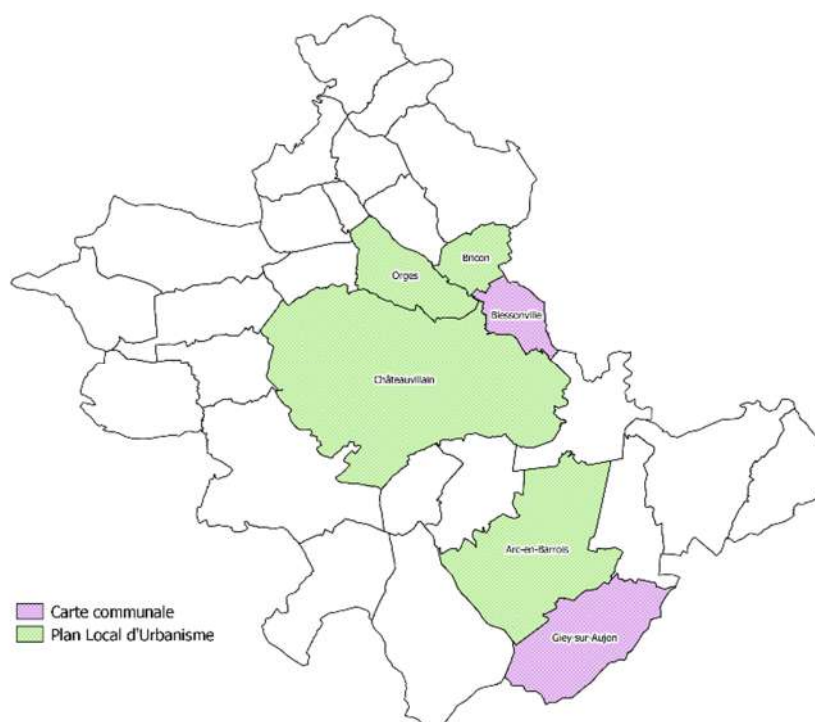 Bricon
Orges
Blessonville
Châteauvillain
Arc-en-Barrois
Giey-sur-Aujon
Carte communale
Plan Local d'Urbanisme